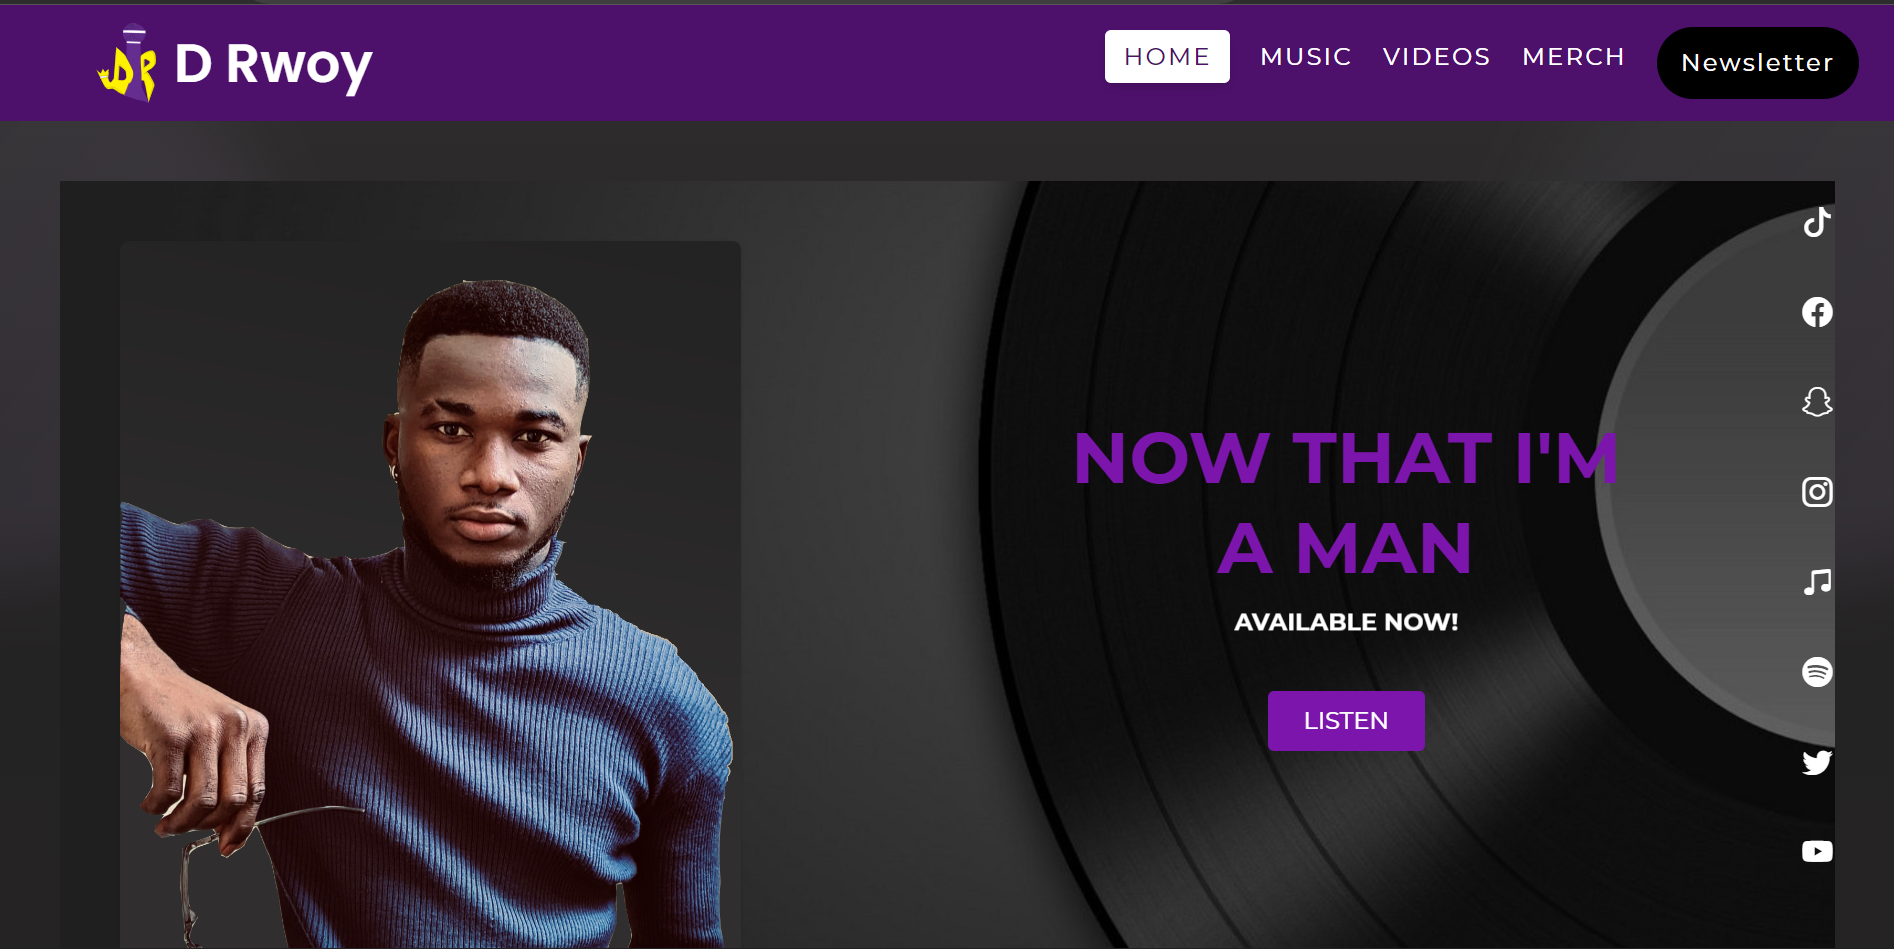 DR D Rwoy
HOME MUSIC VIDEOS MERCH Newsletter
NOW THAT I'M
A MAN
AVAILABLE NOW!
LISTEN